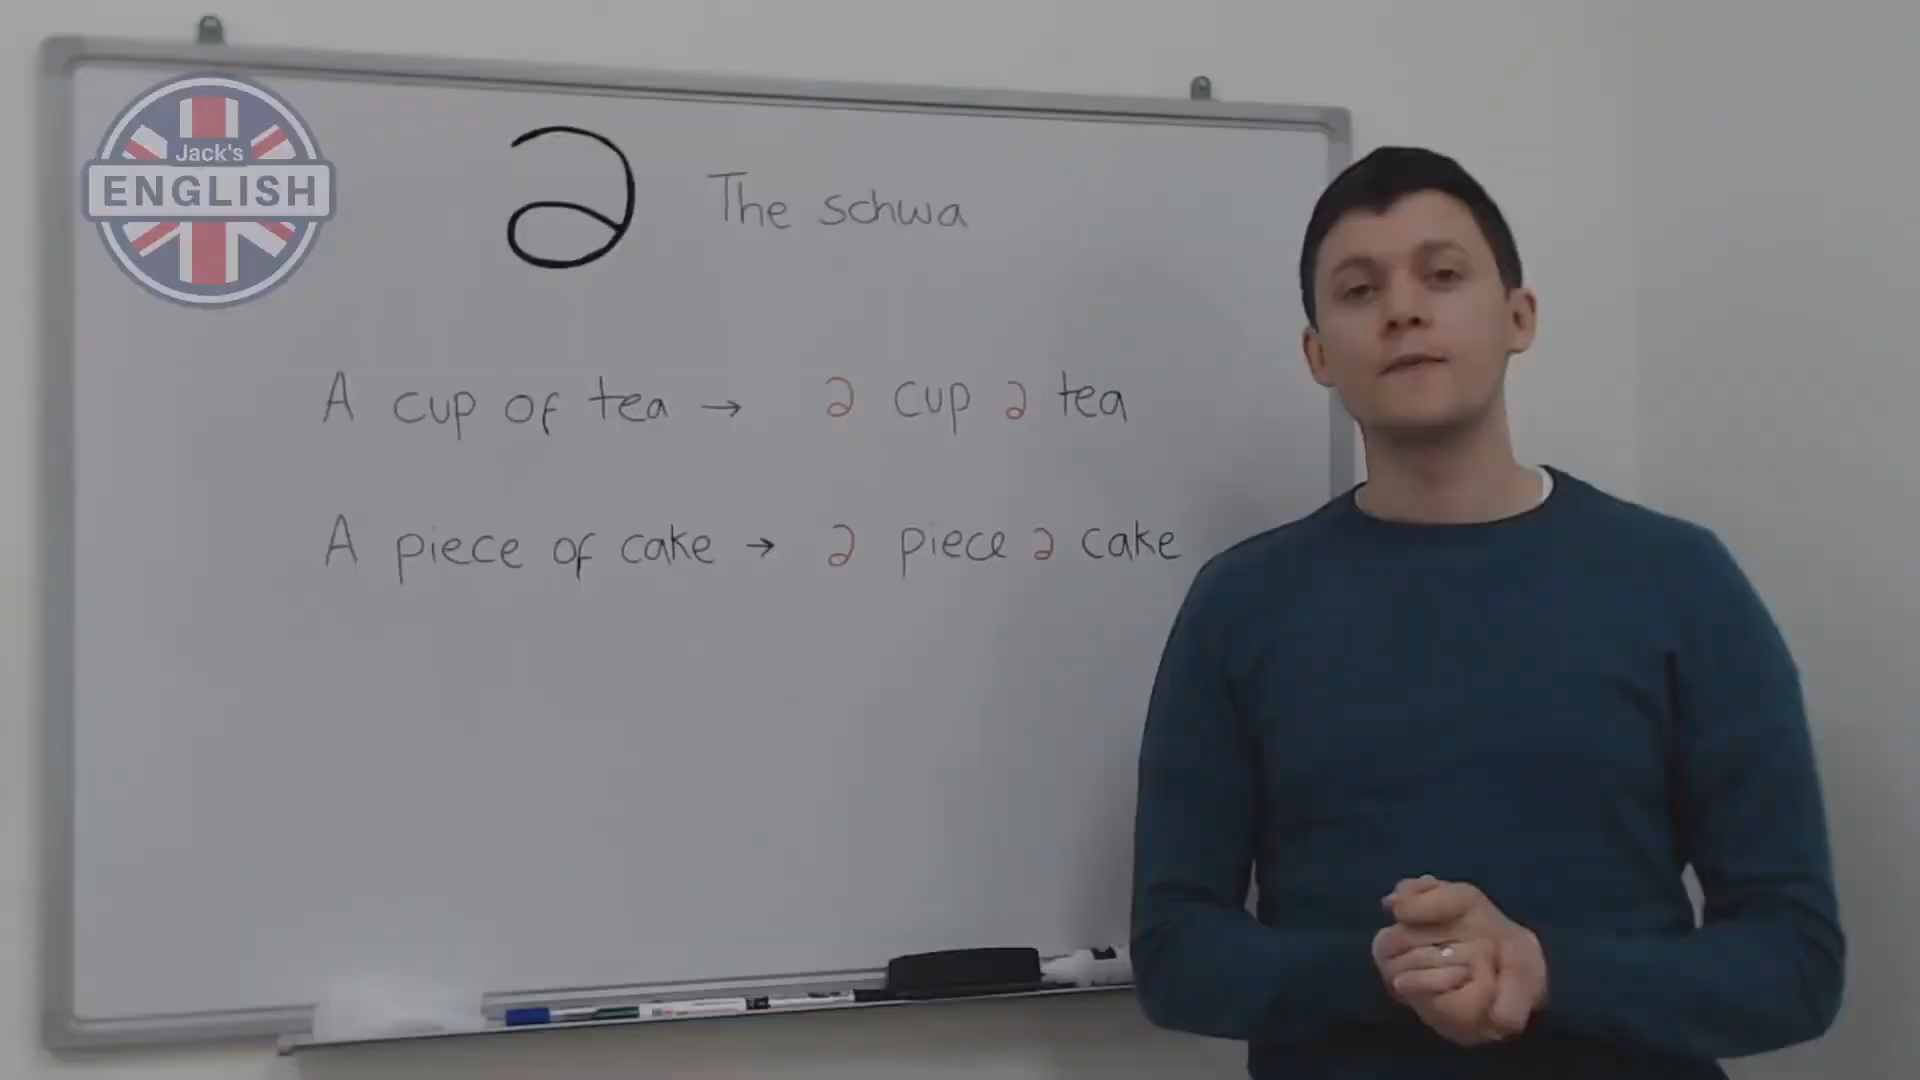 Jack's
ENGLISH
ə The schwa
A cup of tea → ə cup ə tea
A piece of cake → ə piece ə cake